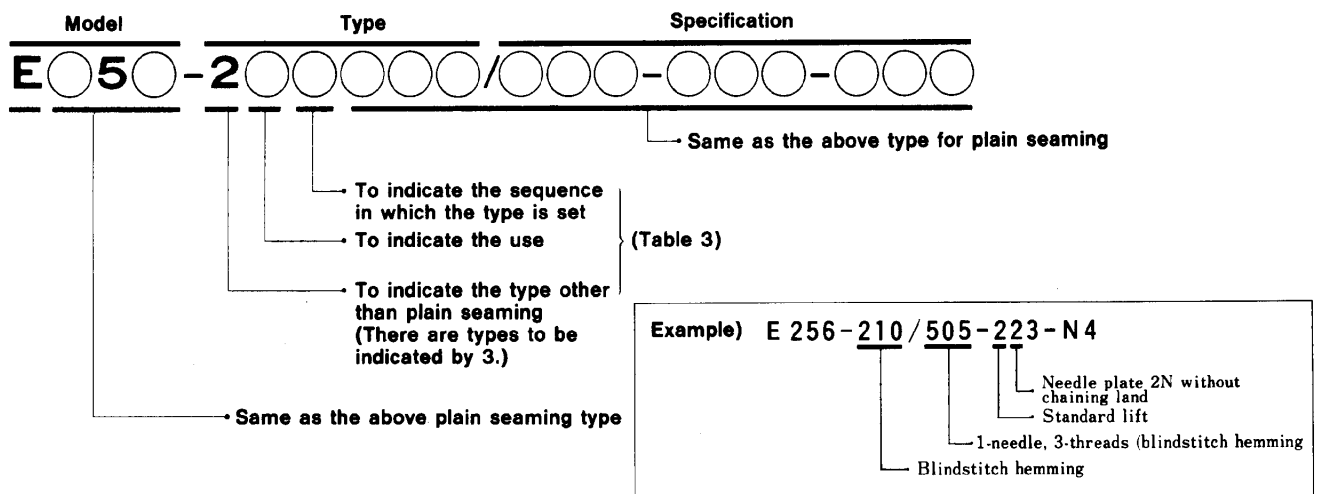 Model Type Specification
E○5○-2○○○○○/○○○-○○○-○○○
Same as the above type for plain seaming
To indicate the sequence
in which the type is set
To indicate the use
(Table 3)
To indicate the type other
than plain seaming
(There are types to be
indicated by 3.)
Same as the above plain seaming type
Example) E 256-210/505-223-N4
Needle plate 2N without
chaining land
Standard lift
1-needle, 3-threads (blindstitch hemming
Blindstitch hemming